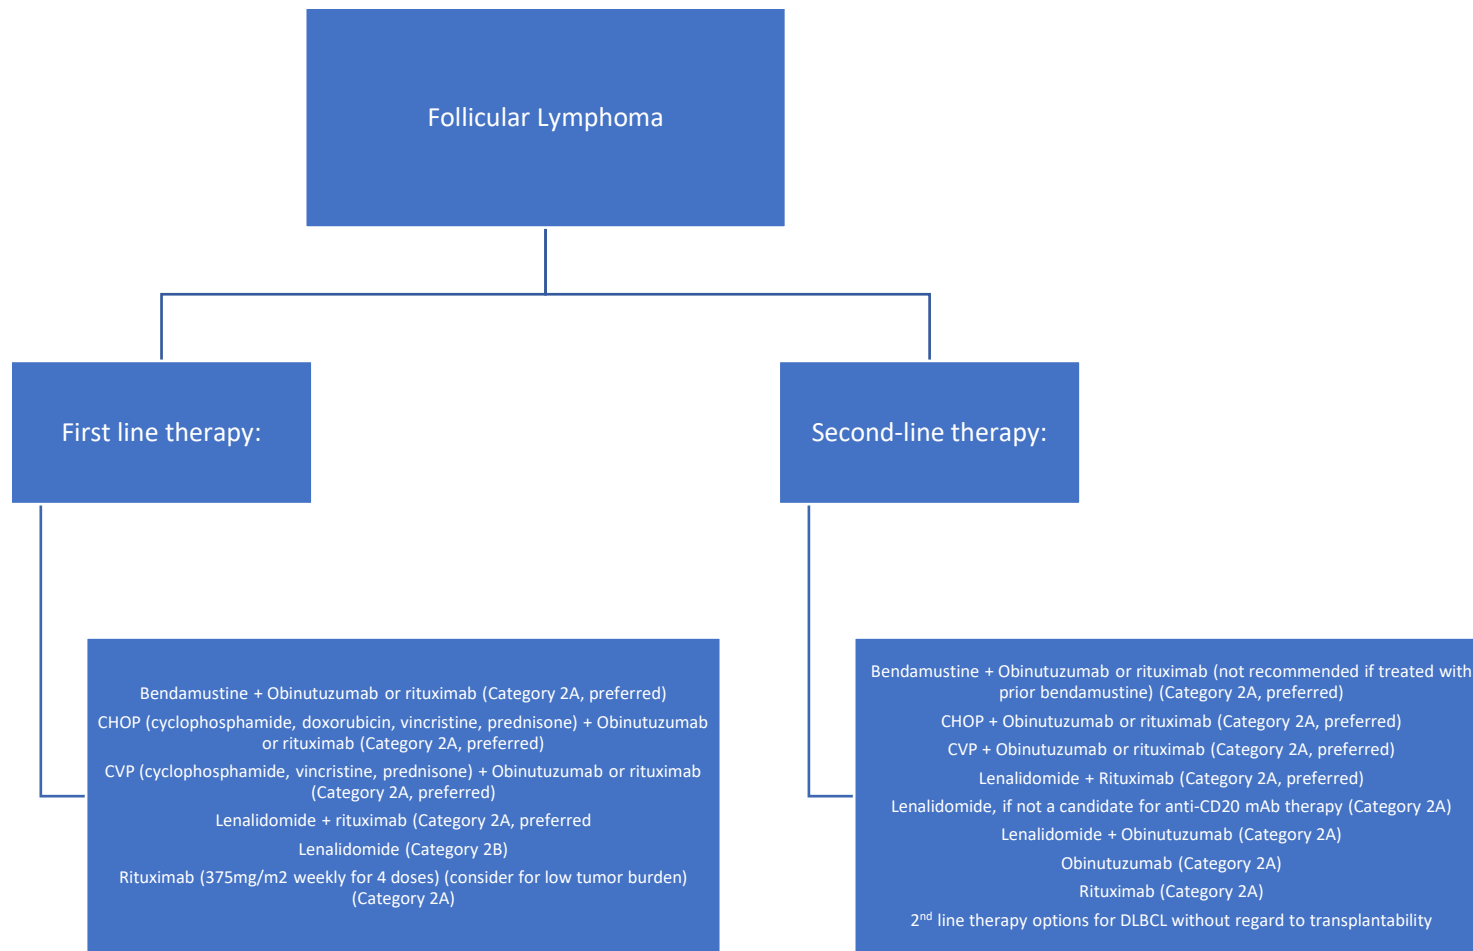 Follicular Lymphoma
First line therapy:
Second-line therapy:
Bendamustine + Obinutuzumab or rituximab (Category 2A, preferred)
CHOP (cyclophosphamide, doxorubicin, vincristine, prednisone) + Obinutuzumab
or rituximab (Category 2A, preferred)
CVP (cyclophosphamide, vincristine, prednisone) + Obinutuzumab or rituximab
(Category 2A, preferred)
Lenalidomide + rituximab (Category 2A, preferred
Lenalidomide (Category 2B)
Rituximab (375mg/m2 weekly for 4 doses) (consider for low tumor burden)
(Category 2A)
Bendamustine + Obinutuzumab or rituximab (not recommended if treated with
prior bendamustine) (Category 2A, preferred)
CHOP + Obinutuzumab or rituximab (Category 2A, preferred)
CVP + Obinutuzumab or rituximab (Category 2A, preferred)
Lenalidomide + Rituximab (Category 2A, preferred)
Lenalidomide, if not a candidate for anti-CD20 mAb therapy (Category 2A)
Lenalidomide + Obinutuzumab (Category 2A)
Obinutuzumab (Category 2A)
Rituximab (Category 2A)
2nd line therapy options for DLBCL without regard to transplantability